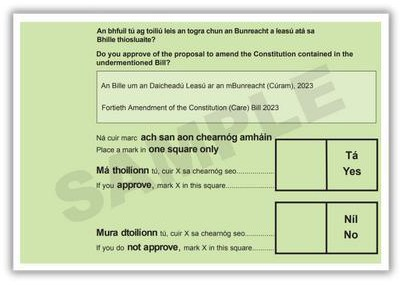 An bhfuil tú ag toiliú leis an togra chun an Bunreacht a leasú atá sa
Bhille thíosluaite?
Do you approve of the proposal to amend the Constitution contained in the
undermentioned Bill?
An Bille um an Daicheadú Leasú ar an mBunreacht (Cúram), 2023
Fortieth Amendment of the Constitution (Care) Bill 2023
SAMPLE
Ná cuir marc ach san aon chearnóg amháin
Place a mark in one square only
Má thoilíonn tú, cuir X sa chearnóg seo................
If you approve, mark X in this square....................
Tá
Yes
Mura dtoilíonn tú, cuir X sa chearnóg seo............
If you do not approve, mark X in this square.........
Níl
No